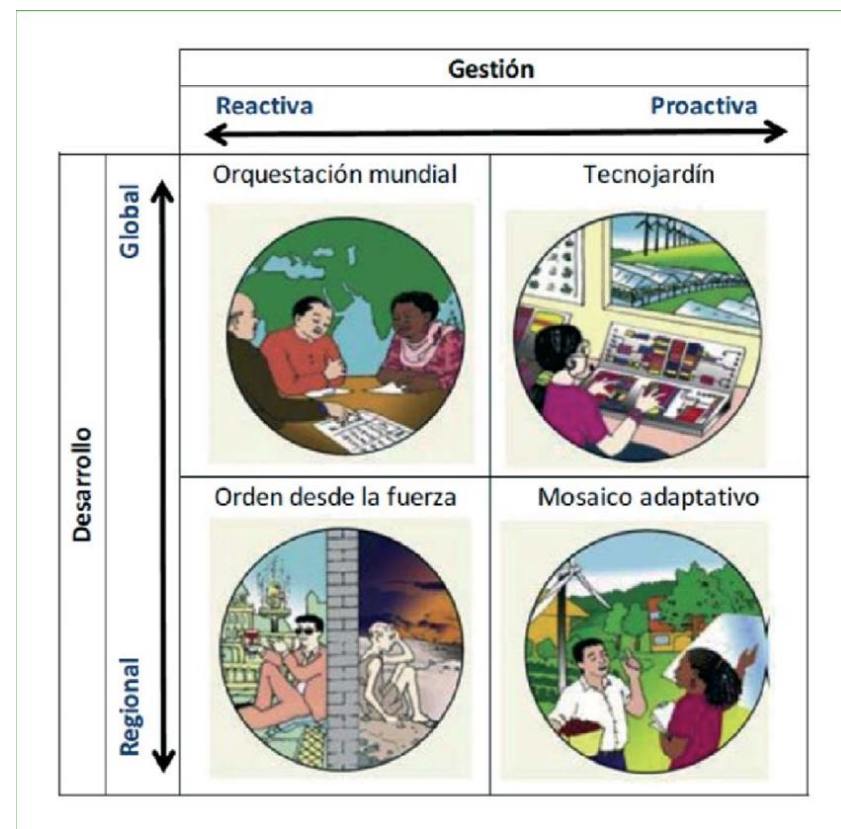 Gestión
Reactiva
Proactiva
Desarrollo
Global
Regional
Orquestación mundial
Tecnojardín
Orden desde la fuerza
Mosaico adaptativo